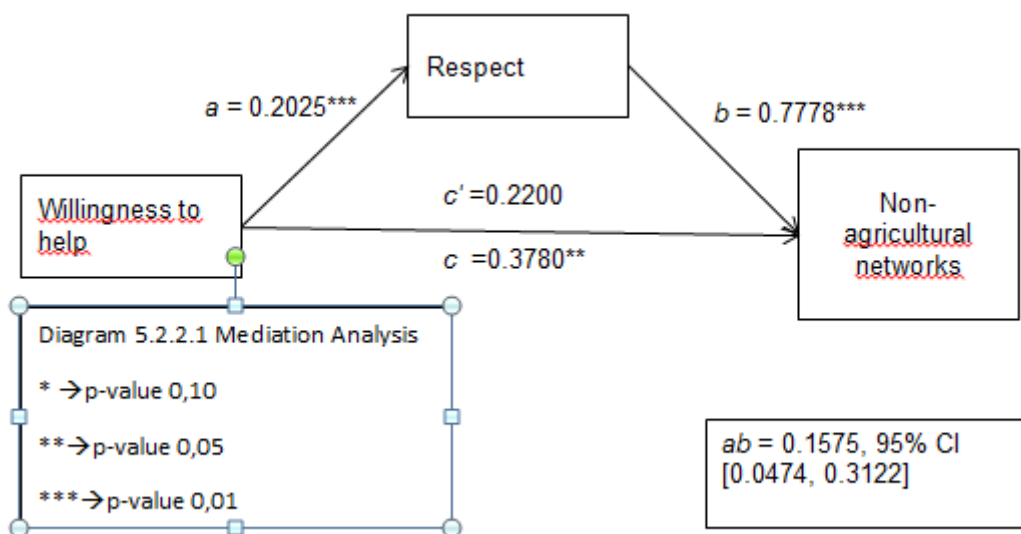 Respect
a = 0.2025***
b = 0.7778***
Willingness to
help
c' =0.2200
c =0.3780**
Non-
agricultural
networks
Diagram 5.2.2.1 Mediation Analysis
* →p-value 0,10
**→p-value 0,05
***→p-value 0,01
ab = 0.1575, 95% CI
[0.0474, 0.3122]